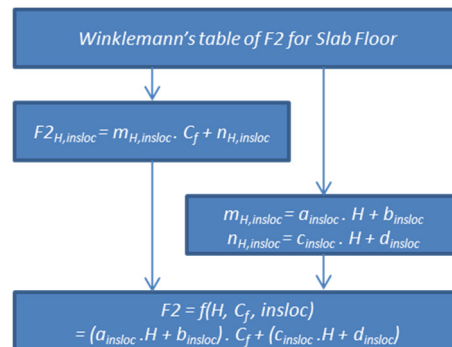 Winklemann's table of F2 for Slab Floor
F2H,insloc = mH,insloc. Cf + nH,insloc
mH,insloc = ainsloc . H + binsloc
nH,insloc = cinsloc . H + dinsloc
F2 = f(H, Cf, insloc)
= (ainsloc .H + binsloc) . Cf + (cinsloc .H + dinsloc)